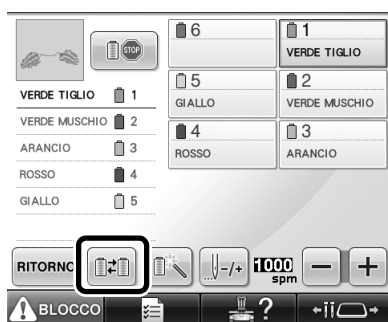 STOP
VERDE TIGLIO 1
VERDE MUSCHIO 2
ARANCIO 3
ROSSO 4
GIALLO 5
6
1
VERDE TIGLIO
5
GIALLO
2
VERDE MUSCHIO
4
ROSSO
3
ARANCIO
RITORNO
-/+
1000
spm
- +
BLOCCO
?